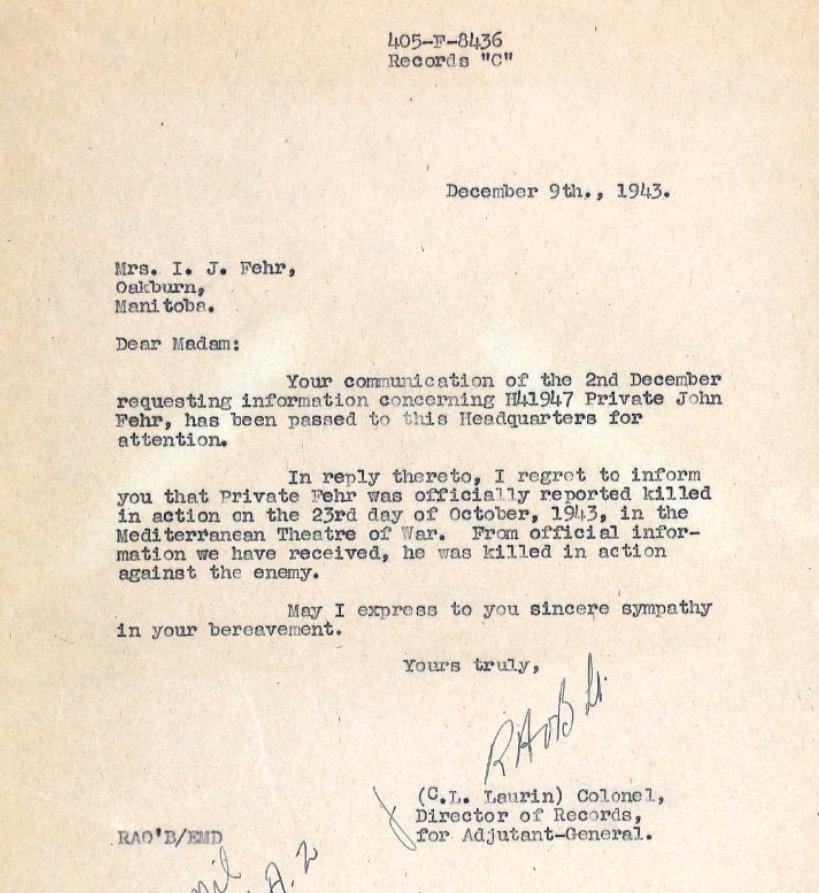 405-F-8436
Records "C"
December 9th., 1943.
Mrs. I. J. Fehr,
Oakburn,
Manitoba.
Dear Madam:
Your communication of the 2nd December
requesting information concerning H41947 Private John
Fehr, has been passed to this Headquarters for
attention.
In reply thereto, I regret to inform
you that Private Fehr was officially reported killed
in action on the 23rd day of October, 1943, in the
Mediterranean Theatre of War. From official infor-
mation we have received, he was killed in action
against the enemy.
May I express to you sincere sympathy
in your bereavement.
Yours truly,
(C.L. Laurin) Colonel,
Director of Records,
for Adjutant-General.
RAO'B/EMD